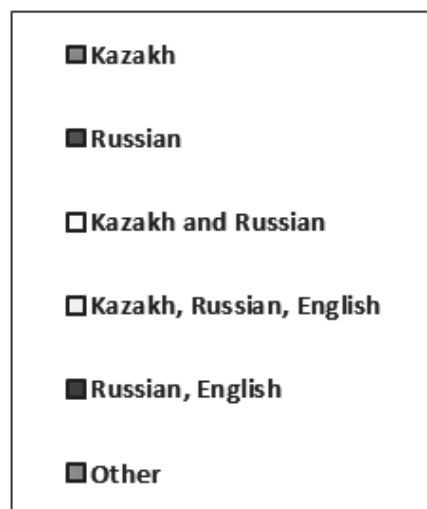 Kazakh
Russian
Kazakh and Russian
Kazakh, Russian, English
Russian, English
Other